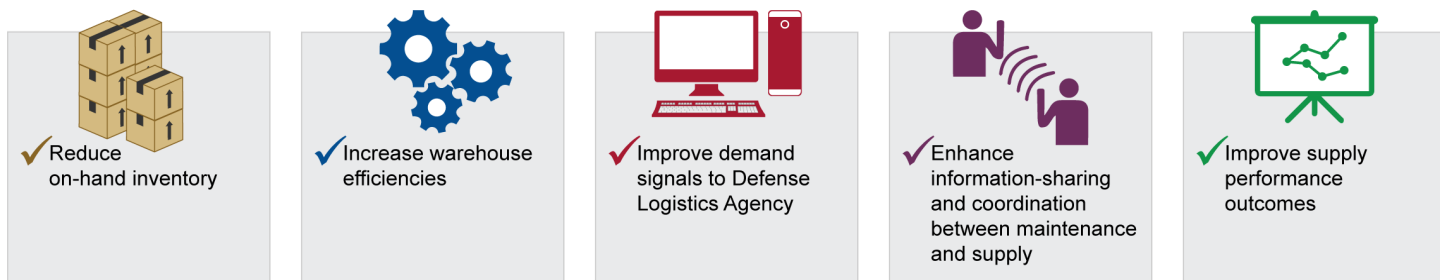 Reduce
on-hand inventory
Increase warehouse
efficiencies
Improve demand
signals to Defense
Logistics Agency
Enhance
information-sharing
and coordination
between maintenance
and supply
Improve supply
performance
outcomes